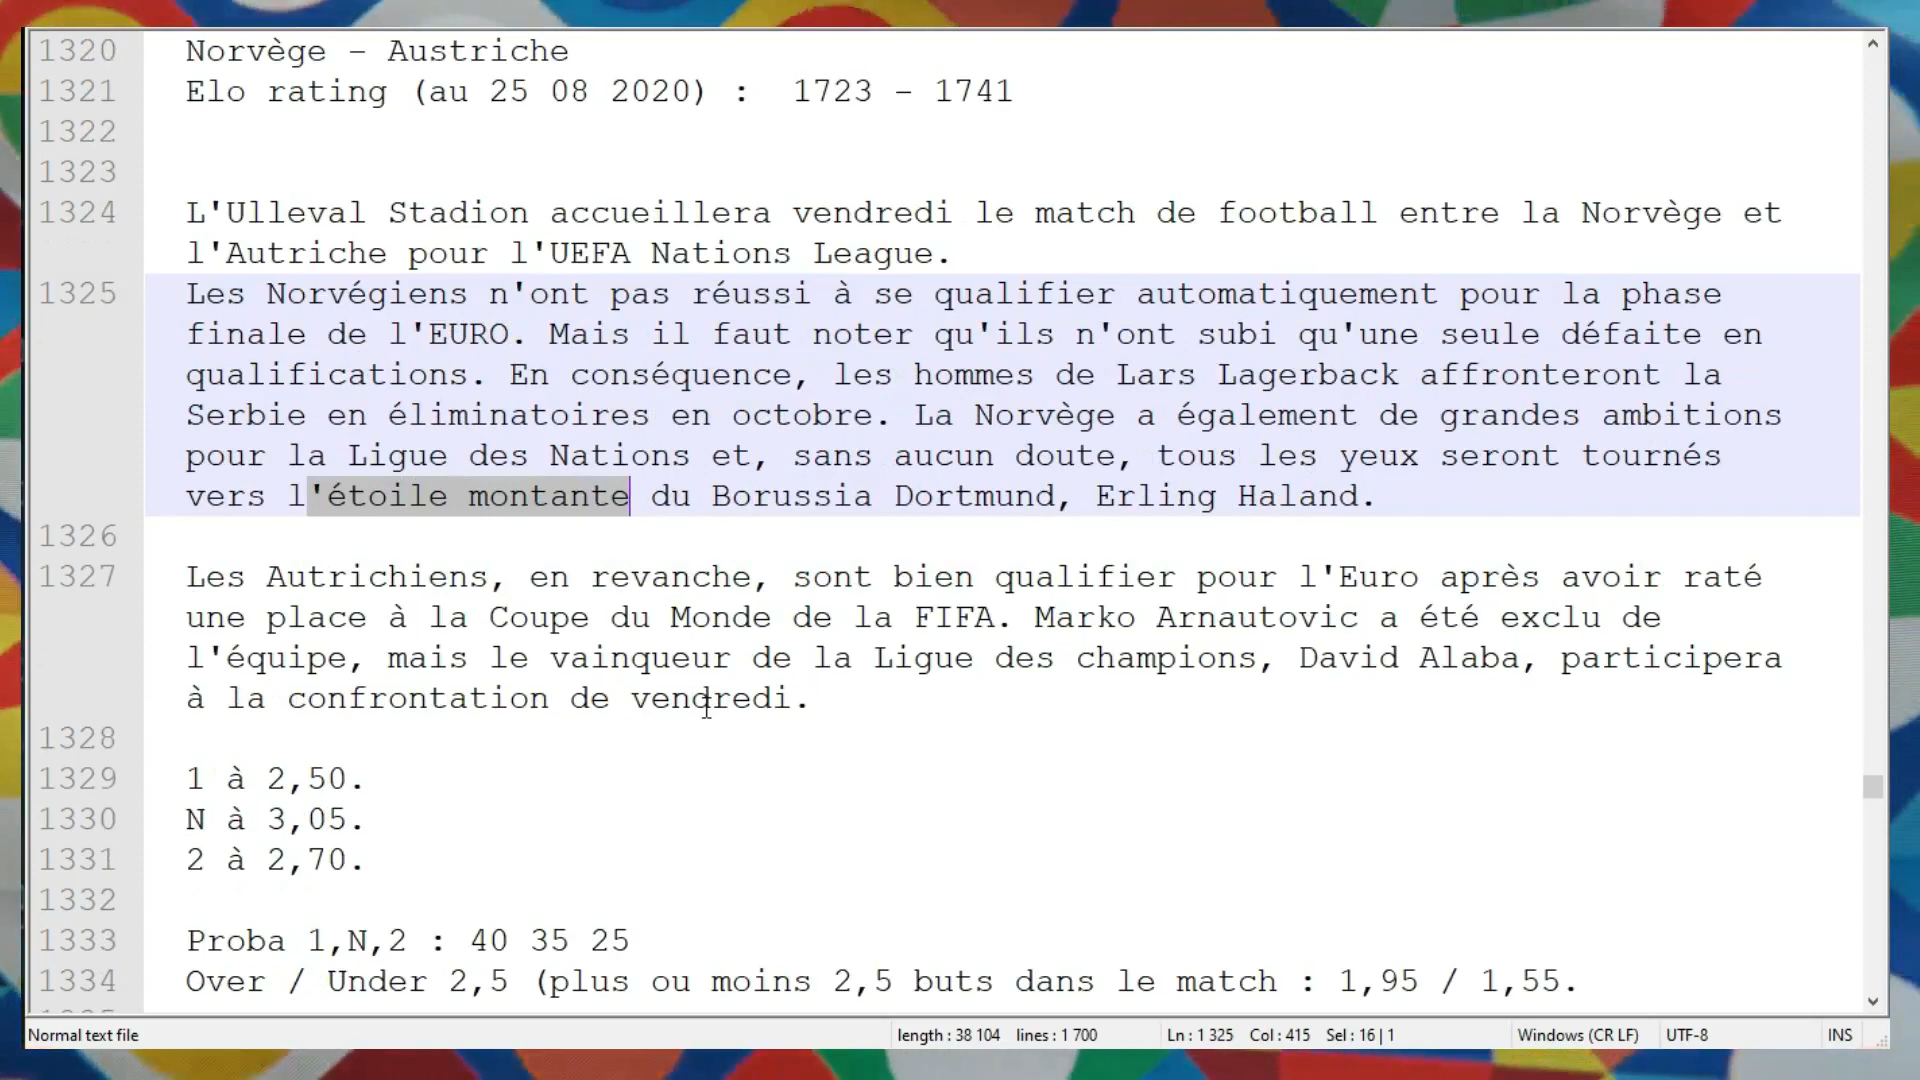 1320 Norvège - Austriche
1321 Elo rating (au 25 08 2020) :  1723 - 1741
1322
1323
1324 L'Ulleval Stadion accueillera vendredi le match de football entre la Norvège et
l'Autriche pour l'UEFA Nations League.
1325 Les Norvégiens n'ont pas réussi à se qualifier automatiquement pour la phase
finale de l'EURO. Mais il faut noter qu'ils n'ont subi qu'une seule défaite en
qualifications. En conséquence, les hommes de Lars Lagerback affronteront la
Serbie en éliminatoires en octobre. La Norvège a également de grandes ambitions
pour la Ligue des Nations et, sans aucun doute, tous les yeux seront tournés
vers l'étoile montante du Borussia Dortmund, Erling Haland.
1326
1327 Les Autrichiens, en revanche, sont bien qualifier pour l'Euro après avoir raté
une place à la Coupe du Monde de la FIFA. Marko Arnautovic a été exclu de
l'équipe, mais le vainqueur de la Ligue des champions, David Alaba, participera
à la confrontation de vendredi.
1328
1329 1 à 2,50.
1330 N à 3,05.
1331 2 à 2,70.
1332
1333 Proba 1,N,2 : 40 35 25
1334 Over / Under 2,5 (plus ou moins 2,5 buts dans le match : 1,95 / 1,55.
Normal text file length : 38 104 lines : 1 700 Ln : 1 325 Col : 415 Sel : 16 | 1 Windows (CR LF) UTF-8 INS